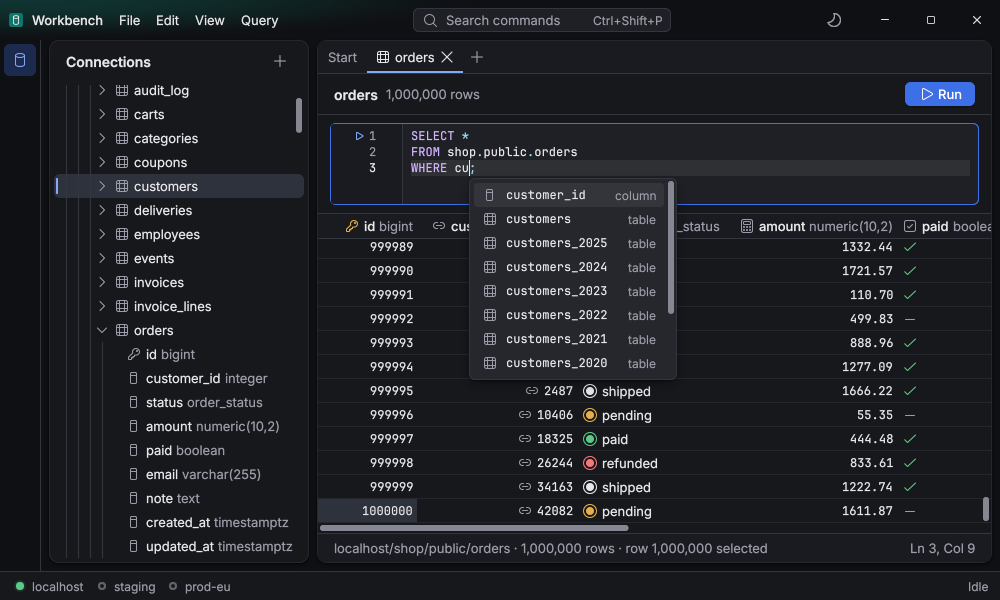 Workbench File Edit View Query Search commands Ctrl+Shift+P
Connections
audit_log
carts
categories
coupons
customers
deliveries
employees
events
invoices
invoice_lines
orders
id bigint
customer_id integer
status order_status
amount numeric(10,2)
paid boolean
email varchar(255)
note text
created_at timestamptz
updated_at timestamptz
Start orders
orders 1,000,000 rows Run
1 SELECT *
2 FROM shop.public.orders
3 WHERE cu;
customer_id column
customers table
customers_2025 table
customers_2024 table
customers_2023 table
customers_2022 table
customers_2021 table
customers_2020 table
id bigint cus _status amount numeric(10,2) paid boolea
999989 1332.44
999990 1721.57
999991 110.70
999992 499.83
999993 888.96
999994 1277.09
999995 2487 shipped 1666.22
999996 10406 pending 55.35
999997 18325 paid 444.48
999998 26244 refunded 833.61
999999 34163 shipped 1222.74
1000000 42082 pending 1611.87
localhost/shop/public/orders · 1,000,000 rows · row 1,000,000 selected Ln 3, Col 9
localhost staging prod-eu Idle